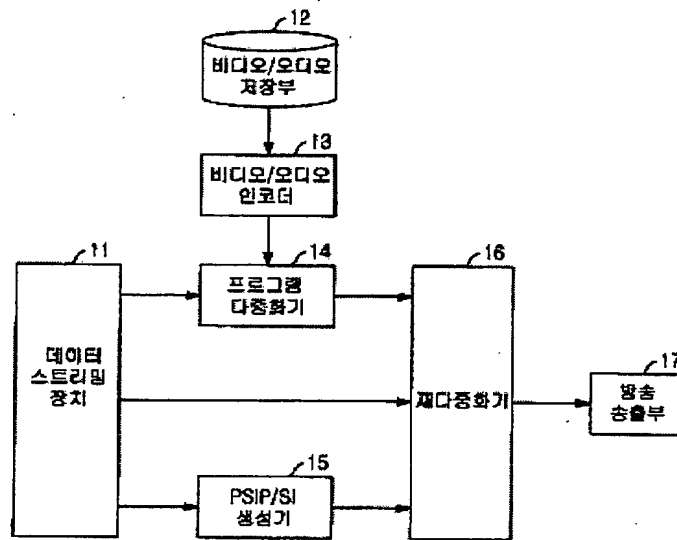 12
비디오/오디오
저장부
13
비디오/오디오
인코더
11
데이터
스트리밍
장치
14
프로그램
다중화기
15
PSIP/SI
생성기
16
재다중화기
17
방송
송출부